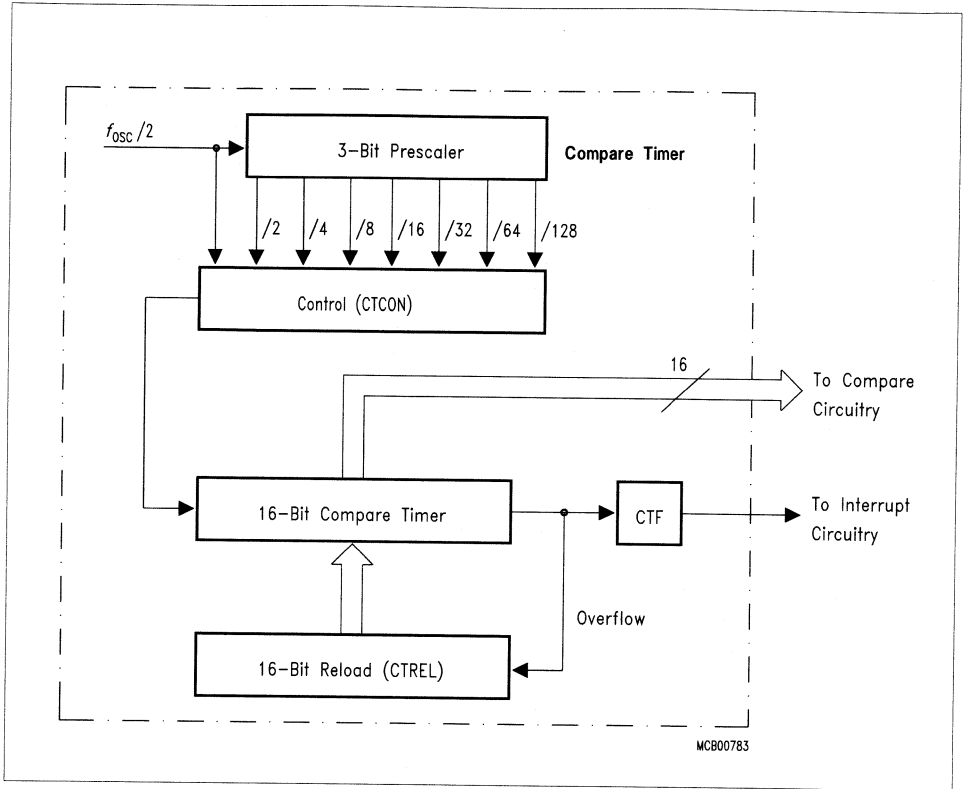 fOSC/2
3-Bit Prescaler
Compare Timer
/2 /4 /8 /16 /32 /64 /128
Control (CTCON)
16
To Compare
Circuitry
16-Bit Compare Timer
CTF
To Interrupt
Circuitry
Overflow
16-Bit Reload (CTREL)
MCB00783